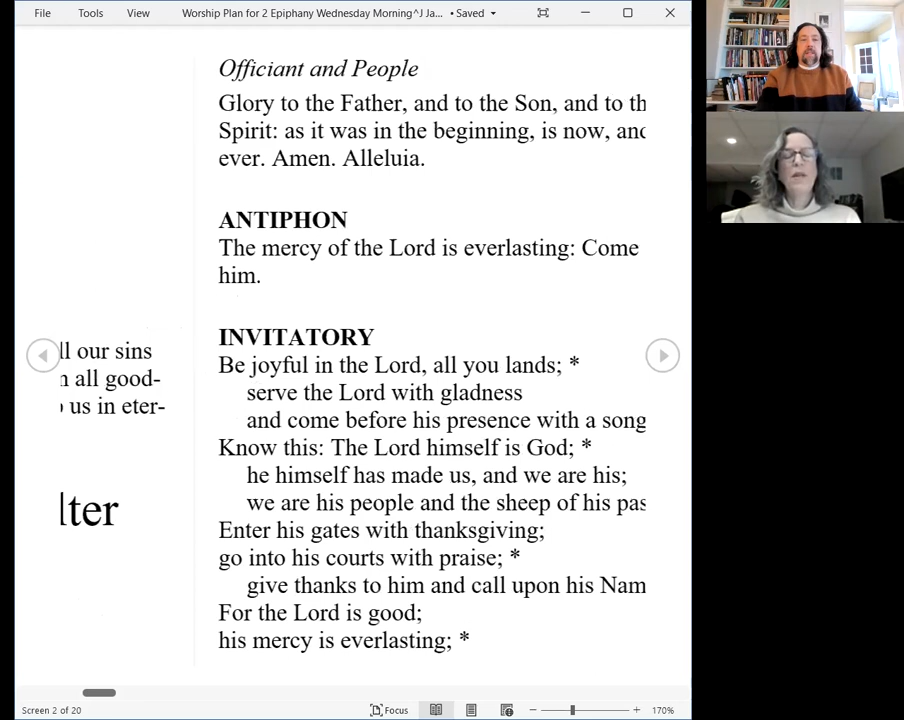 File Tools View Worship Plan for 2 Epiphany Wednesday Morning^J Ja... • Saved
Officiant and People
Glory to the Father, and to the Son, and to th
Spirit: as it was in the beginning, is now, and
ever. Amen. Alleluia.
ANTIPHON
The mercy of the Lord is everlasting: Come
him.
INVITATORY
Be joyful in the Lord, all you lands; *
serve the Lord with gladness
and come before his presence with a song
Know this: The Lord himself is God; *
he himself has made us, and we are his;
we are his people and the sheep of his pas
Enter his gates with thanksgiving;
go into his courts with praise; *
give thanks to him and call upon his Nam
For the Lord is good;
his mercy is everlasting; *
ll our sins
all good-
us in eter-
lter
Screen 2 of 20 Focus 170%